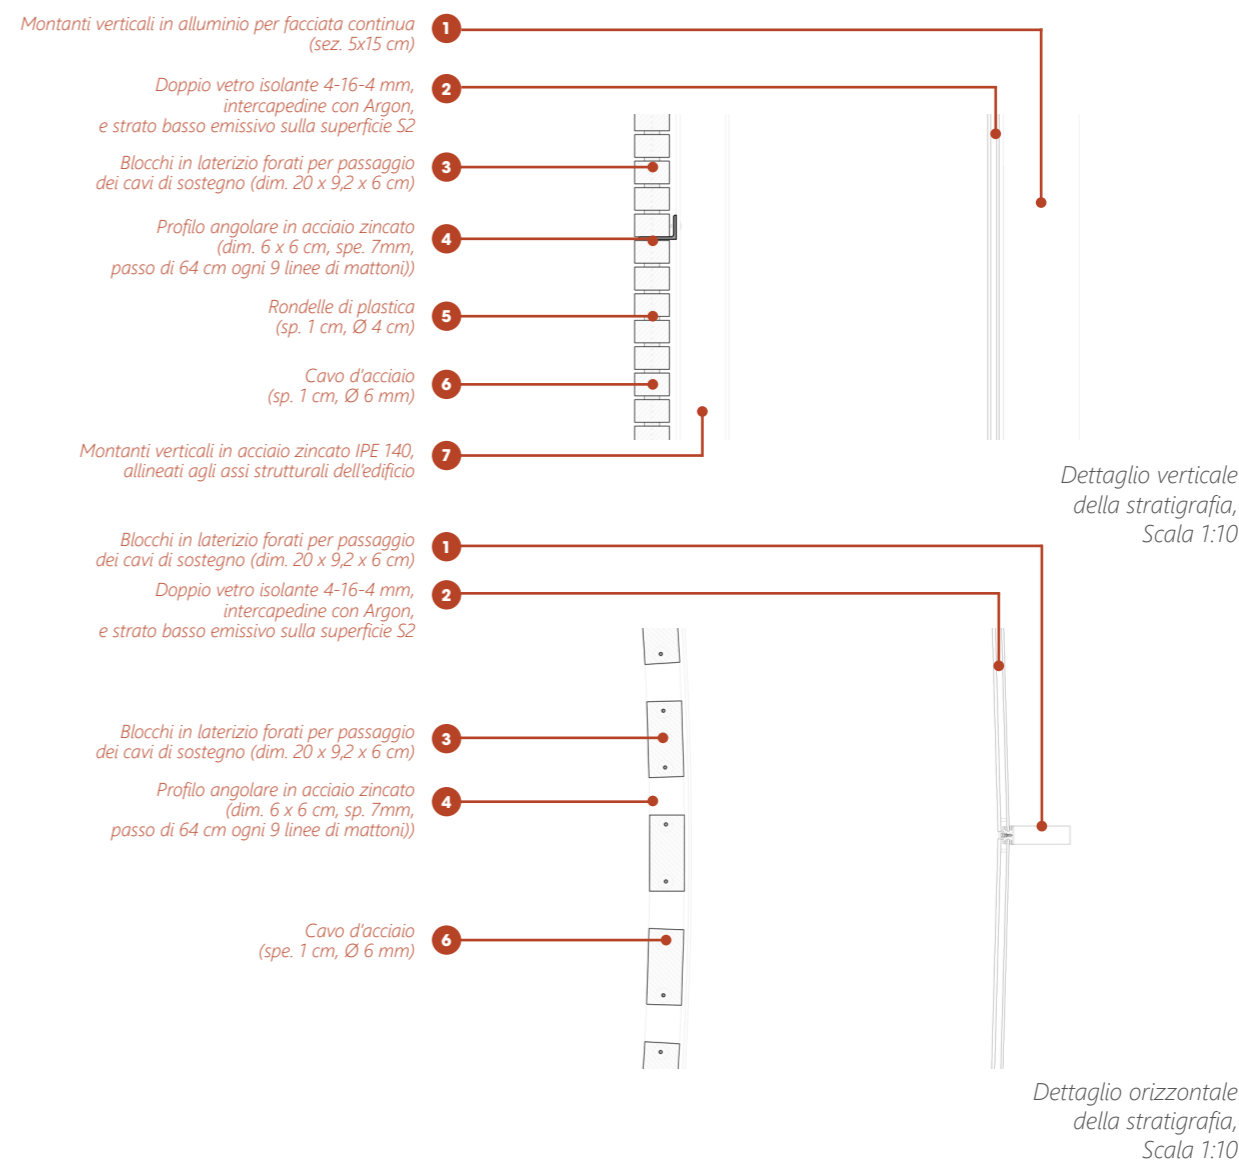 Montanti verticali in alluminio per facciata continua
(sez. 5x15 cm)
1
Doppio vetro isolante 4-16-4 mm,
intercapedine con Argon,
e strato basso emissivo sulla superficie S2
2
Blocchi in laterizio forati per passaggio
dei cavi di sostegno (dim. 20 x 9,2 x 6 cm)
3
Profilo angolare in acciaio zincato
(dim. 6 x 6 cm, spe. 7mm,
passo di 64 cm ogni 9 linee di mattoni))
4
Rondelle di plastica
(sp. 1 cm, Ø 4 cm)
5
Cavo d'acciaio
(sp. 1 cm, Ø 6 mm)
6
Montanti verticali in acciaio zincato IPE 140,
allineati agli assi strutturali dell'edificio
7
Dettaglio verticale
della stratigrafia,
Scala 1:10
Blocchi in laterizio forati per passaggio
dei cavi di sostegno (dim. 20 x 9,2 x 6 cm)
1
Doppio vetro isolante 4-16-4 mm,
intercapedine con Argon,
e strato basso emissivo sulla superficie S2
2
Blocchi in laterizio forati per passaggio
dei cavi di sostegno (dim. 20 x 9,2 x 6 cm)
3
Profilo angolare in acciaio zincato
(dim. 6 x 6 cm, sp. 7mm,
passo di 64 cm ogni 9 linee di mattoni))
4
Cavo d'acciaio
(spe. 1 cm, Ø 6 mm)
6
Dettaglio orizzontale
della stratigrafia,
Scala 1:10